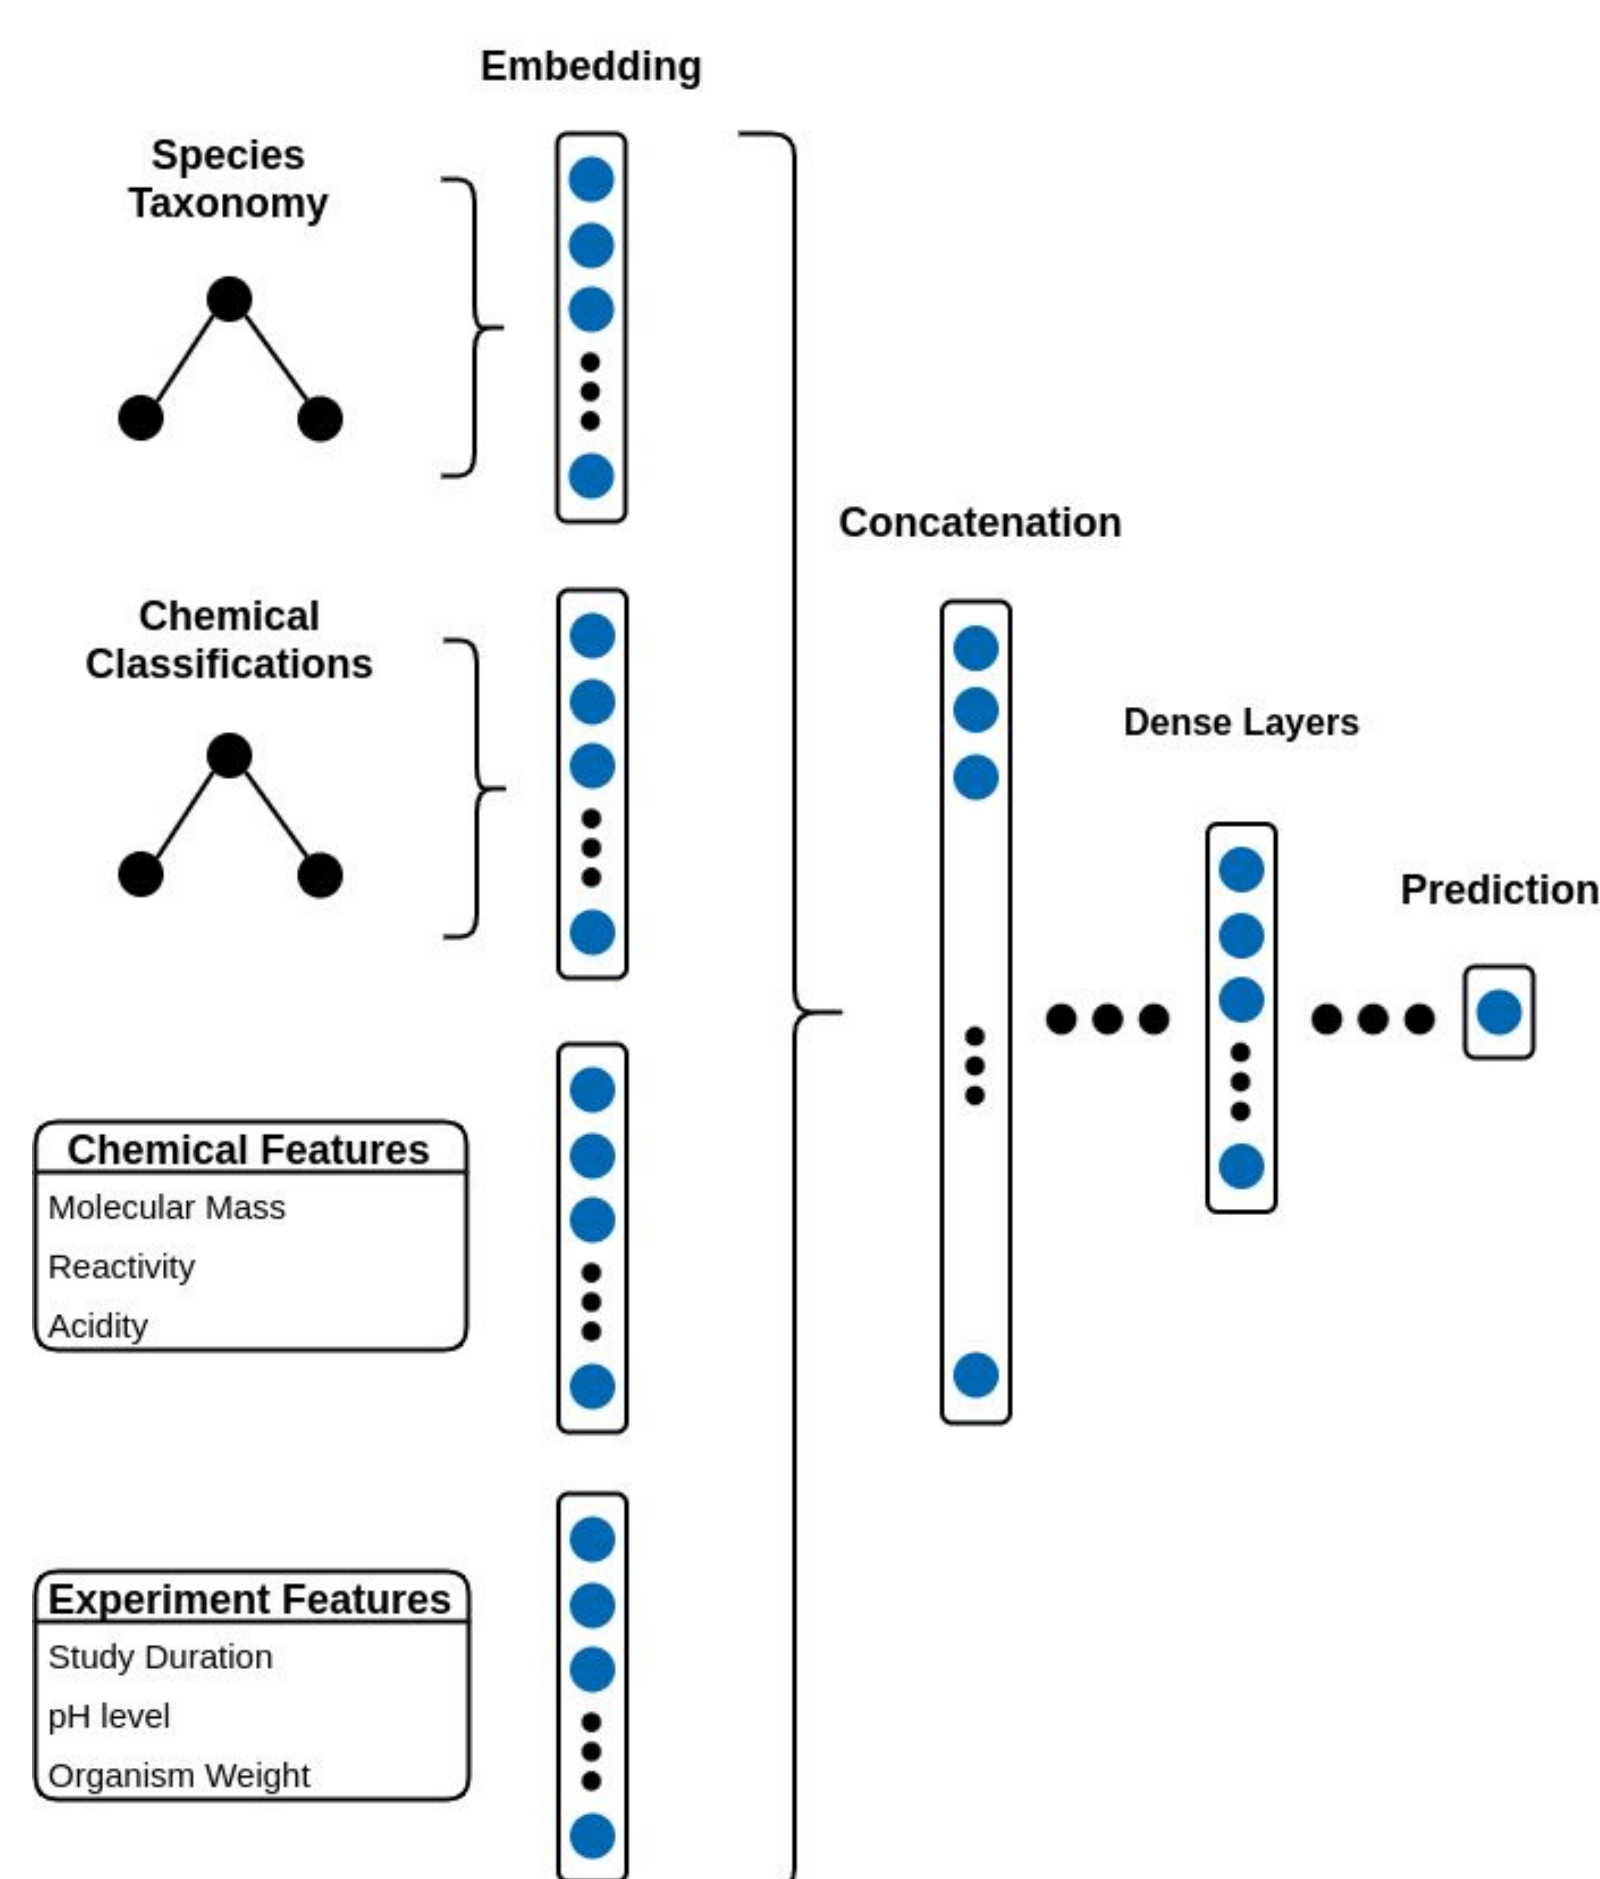 Embedding
Species
Taxonomy
Chemical
Classifications
Chemical Features
Molecular Mass
Reactivity
Acidity
Experiment Features
Study Duration
pH level
Organism Weight
Concatenation
Dense Layers
Prediction